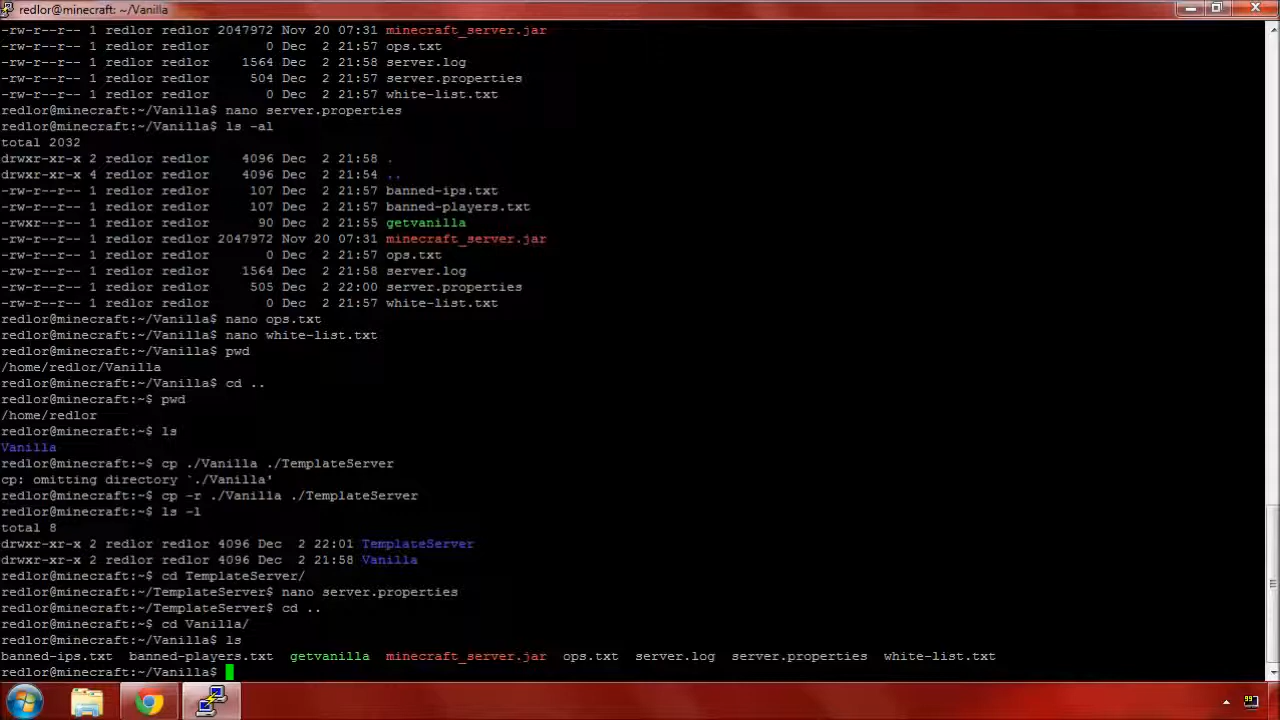 redlor@minecraft: ~/Vanilla
-rw-r--r-- 1 redlor redlor 2047972 Nov 20 07:31 minecraft_server.jar
-rw-r--r-- 1 redlor redlor       0 Dec  2 21:57 ops.txt
-rw-r--r-- 1 redlor redlor    1564 Dec  2 21:58 server.log
-rw-r--r-- 1 redlor redlor     504 Dec  2 21:57 server.properties
-rw-r--r-- 1 redlor redlor       0 Dec  2 21:57 white-list.txt
redlor@minecraft:~/Vanilla$ nano server.properties
redlor@minecraft:~/Vanilla$ ls -al
total 2032
drwxr-xr-x 2 redlor redlor    4096 Dec  2 21:58 .
drwxr-xr-x 4 redlor redlor    4096 Dec  2 21:54 ..
-rw-r--r-- 1 redlor redlor     107 Dec  2 21:57 banned-ips.txt
-rw-r--r-- 1 redlor redlor     107 Dec  2 21:57 banned-players.txt
-rwxr--r-- 1 redlor redlor      90 Dec  2 21:55 getvanilla
-rw-r--r-- 1 redlor redlor 2047972 Nov 20 07:31 minecraft_server.jar
-rw-r--r-- 1 redlor redlor       0 Dec  2 21:57 ops.txt
-rw-r--r-- 1 redlor redlor    1564 Dec  2 21:58 server.log
-rw-r--r-- 1 redlor redlor     505 Dec  2 22:00 server.properties
-rw-r--r-- 1 redlor redlor       0 Dec  2 21:57 white-list.txt
redlor@minecraft:~/Vanilla$ nano ops.txt
redlor@minecraft:~/Vanilla$ nano white-list.txt
redlor@minecraft:~/Vanilla$ pwd
/home/redlor/Vanilla
redlor@minecraft:~/Vanilla$ cd ..
redlor@minecraft:~$ pwd
/home/redlor
redlor@minecraft:~$ ls
Vanilla
redlor@minecraft:~$ cp ./Vanilla ./TemplateServer
cp: omitting directory `./Vanilla'
redlor@minecraft:~$ cp -r ./Vanilla ./TemplateServer
redlor@minecraft:~$ ls -l
total 8
drwxr-xr-x 2 redlor redlor 4096 Dec  2 22:01 TemplateServer
drwxr-xr-x 2 redlor redlor 4096 Dec  2 21:58 Vanilla
redlor@minecraft:~$ cd TemplateServer/
redlor@minecraft:~/TemplateServer$ nano server.properties
redlor@minecraft:~/TemplateServer$ cd ..
redlor@minecraft:~$ cd Vanilla/
redlor@minecraft:~/Vanilla$ ls
banned-ips.txt  banned-players.txt  getvanilla  minecraft_server.jar  ops.txt  server.log  server.properties  white-list.txt
redlor@minecraft:~/Vanilla$
99